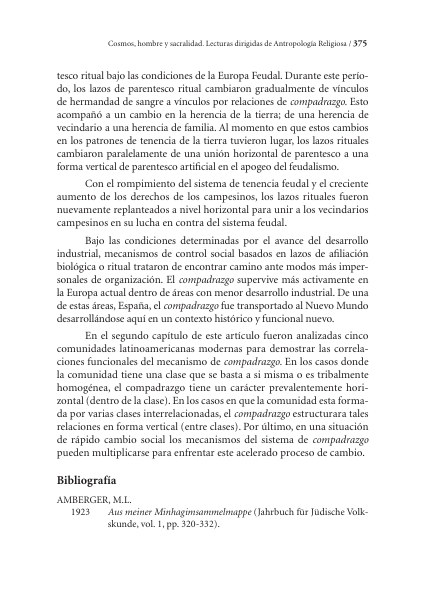 Cosmos, hombre y sacralidad. Lecturas dirigidas de Antropología Religiosa / 375
tesco ritual bajo las condiciones de la Europa Feudal. Durante este perío-
do, los lazos de parentesco ritual cambiaron gradualmente de vínculos
de hermandad de sangre a vínculos por relaciones de compadrazgo. Esto
acompañó a un cambio en la herencia de la tierra; de una herencia de
vecindario a una herencia de familia. Al momento en que estos cambios
en los patrones de tenencia de la tierra tuvieron lugar, los lazos rituales
cambiaron paralelamente de una unión horizontal de parentesco a una
forma vertical de parentesco artificial en el apogeo del feudalismo.
Con el rompimiento del sistema de tenencia feudal y el creciente
aumento de los derechos de los campesinos, los lazos rituales fueron
nuevamente replanteados a nivel horizontal para unir a los vecindarios
campesinos en su lucha en contra del sistema feudal.
Bajo las condiciones determinadas por el avance del desarrollo
industrial, mecanismos de control social basados en lazos de afiliación
biológica o ritual trataron de encontrar camino ante modos más imper-
sonales de organización. El compadrazgo supervive más activamente en
la Europa actual dentro de áreas con menor desarrollo industrial. De una
de estas áreas, España, el compadrazgo fue transportado al Nuevo Mundo
desarrollándose aquí en un contexto histórico y funcional nuevo.
En el segundo capítulo de este artículo fueron analizadas cinco
comunidades latinoamericanas modernas para demostrar las correla-
ciones funcionales del mecanismo de compadrazgo. En los casos donde
la comunidad tiene una clase que se basta a si misma o es tribalmente
homogénea, el compadrazgo tiene un carácter prevalentemente hori-
zontal (dentro de la clase). En los casos en que la comunidad esta forma-
da por varias clases interrelacionadas, el compadrazgo estructurara tales
relaciones en forma vertical (entre clases). Por último, en una situación
de rápido cambio social los mecanismos del sistema de compadrazgo
pueden multiplicarse para enfrentar este acelerado proceso de cambio.
Bibliografía
AMBERGER, M.L.
1923 Aus meiner Minhagimsammelmappe (Jahrbuch für Jüdische Volk-
skunde, vol. 1, pp. 320-332).